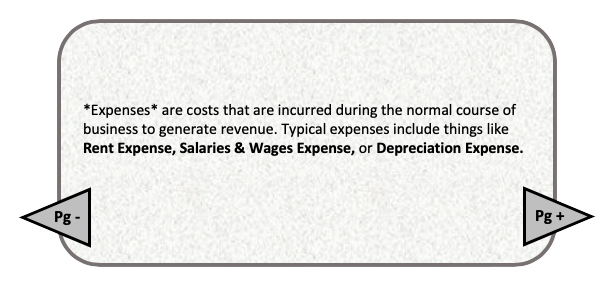 *Expenses* are costs that are incurred during the normal course of
business to generate revenue. Typical expenses include things like
Rent Expense, Salaries & Wages Expense, or Depreciation Expense.
Pg -
Pg +